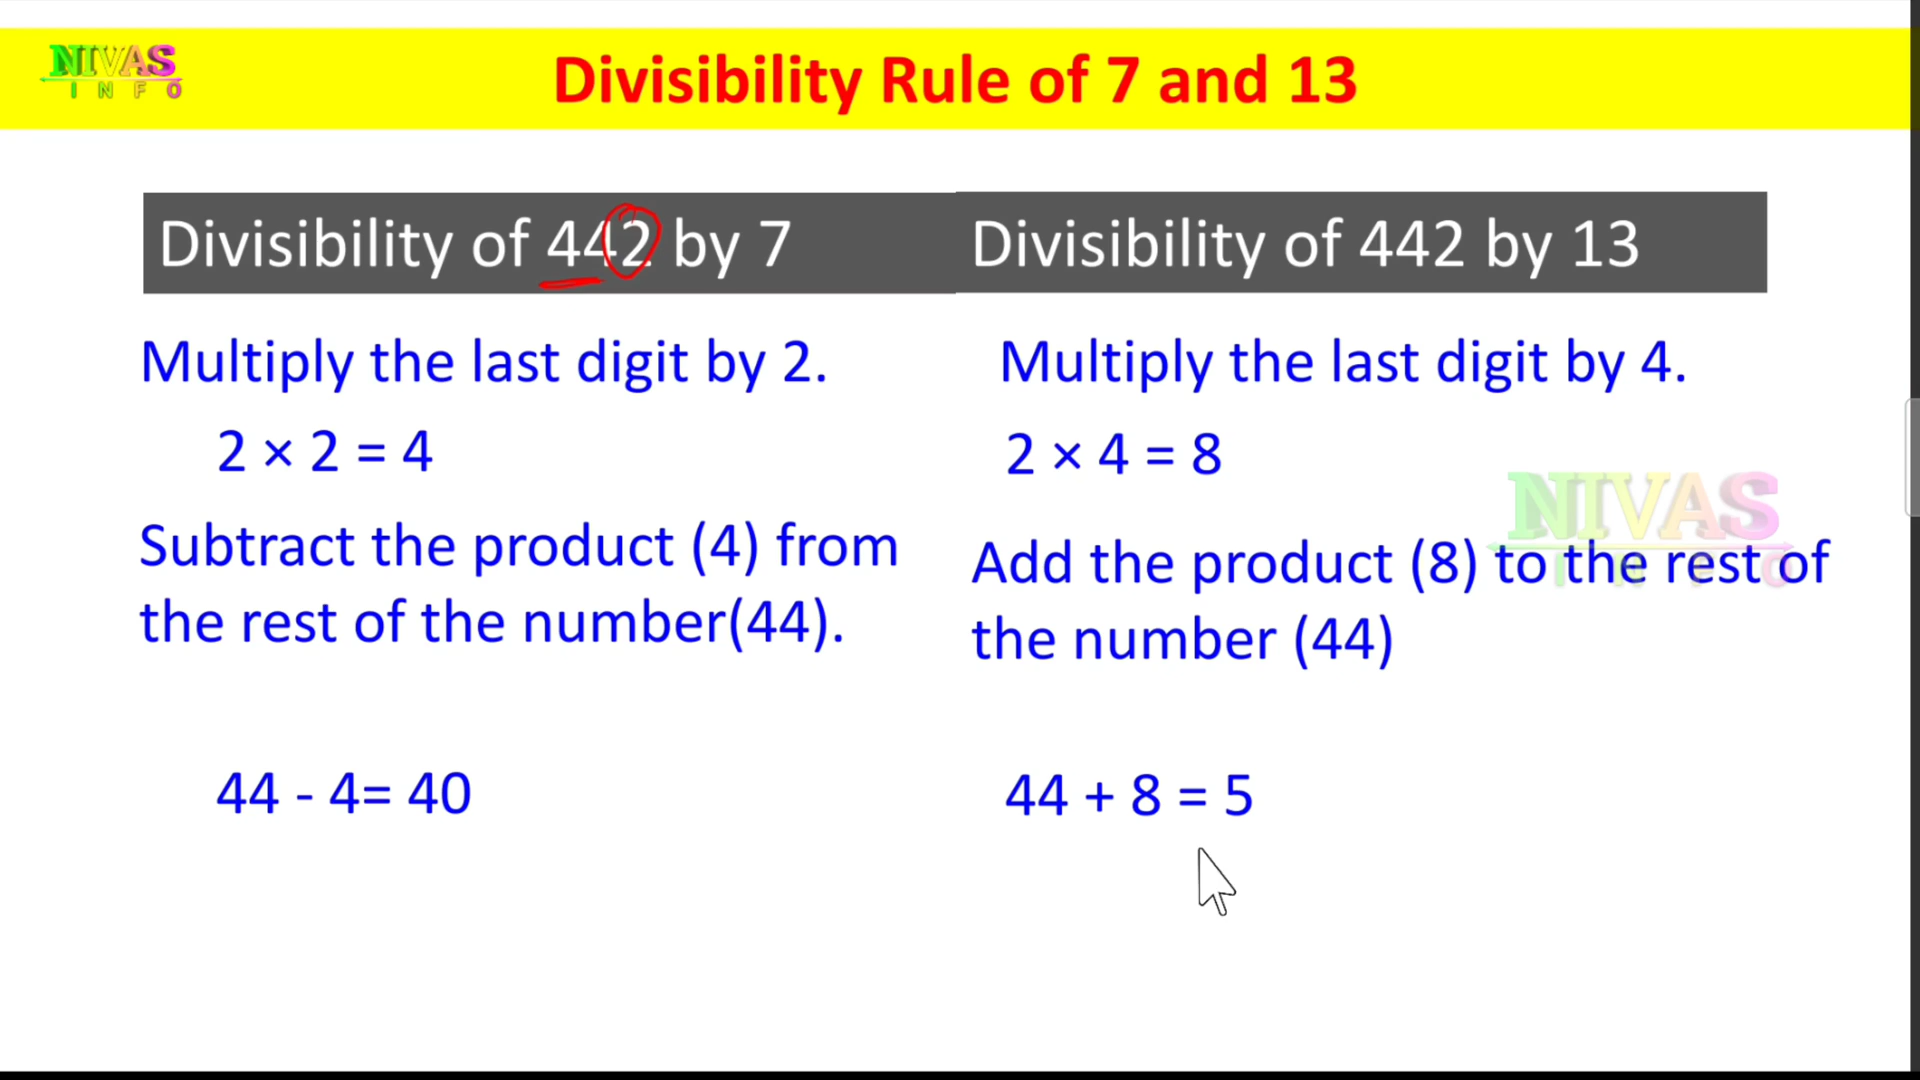 NIVAS
INFO
Divisibility Rule of 7 and 13
Divisibility of 442 by 7
Multiply the last digit by 2.
2 × 2 = 4
Subtract the product (4) from
the rest of the number(44).
44 - 4= 40
Divisibility of 442 by 13
Multiply the last digit by 4.
2 × 4 = 8
NIVAS
INFO
Add the product (8) to the rest of
the number (44)
44 + 8 = 5